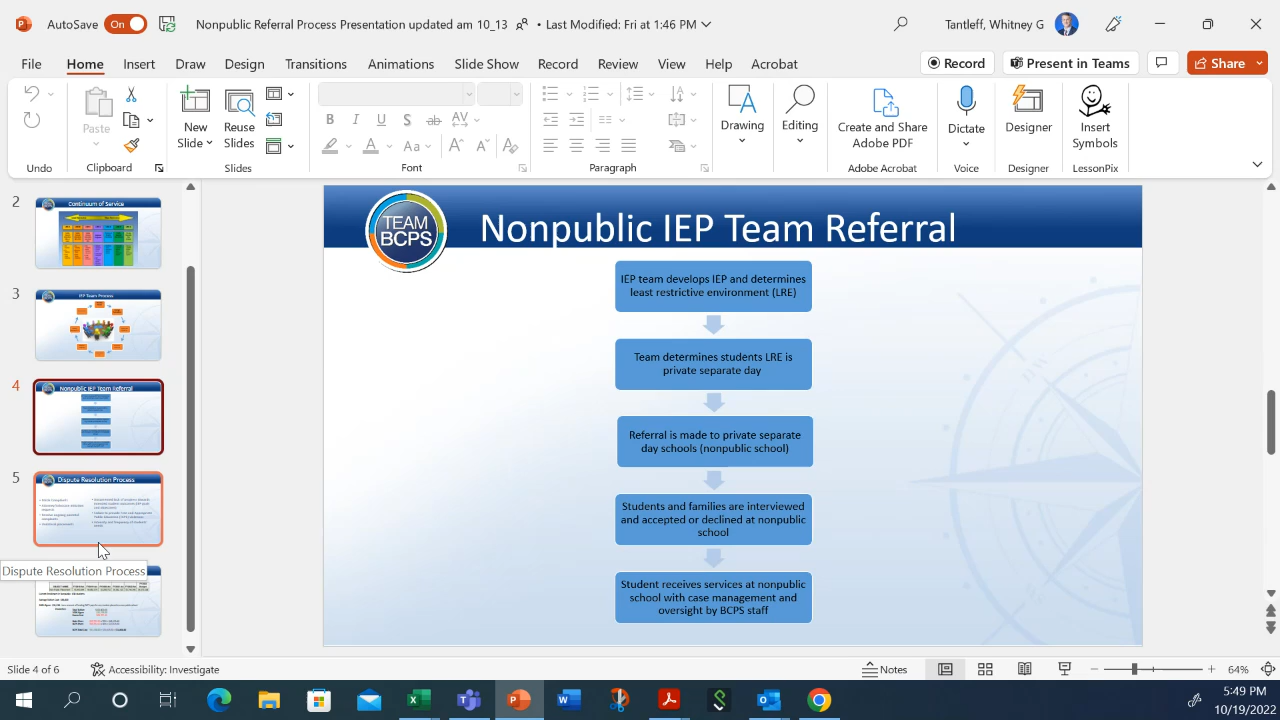 AutoSave On Nonpublic Referral Process Presentation updated am 10_13 • Last Modified: Fri at 1:46 PM Tantleff, Whitney G
File Home Insert Draw Design Transitions Animations Slide Show Record Review View Help Acrobat Record Present in Teams Share
Undo
Paste
Clipboard
New Slide
Reuse Slides
Slides
Font
Paragraph
Drawing
Editing
Create and Share Adobe PDF
Adobe Acrobat
Dictate
Voice
Designer
Designer
Insert Symbols
LessonPix
2
Continuum of Service
3
IEP Team Process
4
Nonpublic IEP Team Referral
5
Dispute Resolution Process
Dispute Resolution Process
TEAM
BCPS
Nonpublic IEP Team Referral
IEP team develops IEP and determines
least restrictive environment (LRE)
Team determines students LRE is
private separate day
Referral is made to private separate
day schools (nonpublic school)
Students and families are interviewed
and accepted or declined at nonpublic
school
Student receives services at nonpublic
school with case management and
oversight by BCPS staff
Slide 4 of 6 Accessibility: Investigate Notes 64%
5:49 PM
10/19/2022